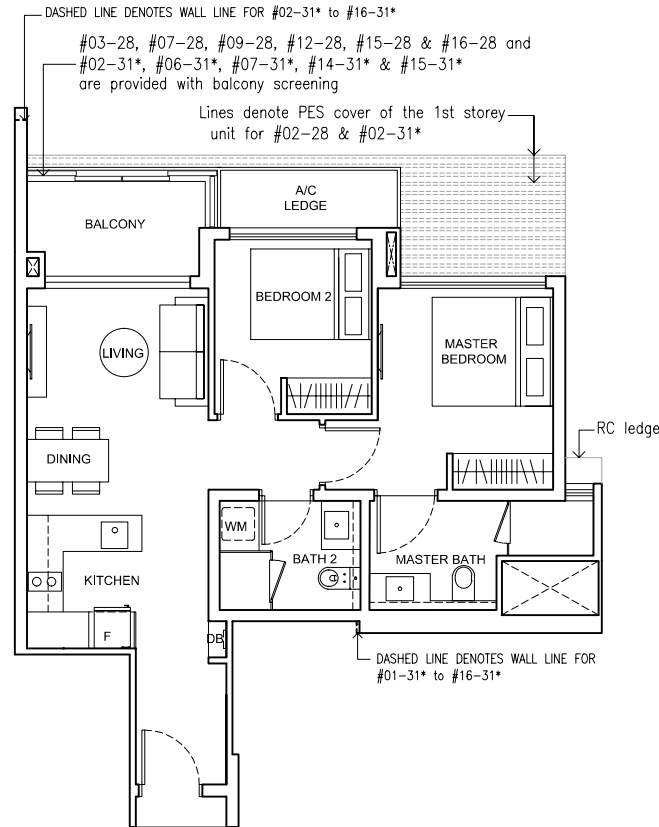 DASHED LINE DENOTES WALL LINE FOR #02-31* to #16-31*
#03-28, #07-28, #09-28, #12-28, #15-28 & #16-28 and
#02-31*, #06-31*, #07-31*, #14-31* & #15-31*
are provided with balcony screening
Lines denote PES cover of the 1st storey
unit for #02-28 & #02-31*
A/C
LEDGE
BALCONY
BEDROOM 2
LIVING
MASTER
BEDROOM
RC ledge
DINING
WM
BATH 2
MASTER BATH
KITCHEN
F
DB
DASHED LINE DENOTES WALL LINE FOR
#01-31* to #16-31*